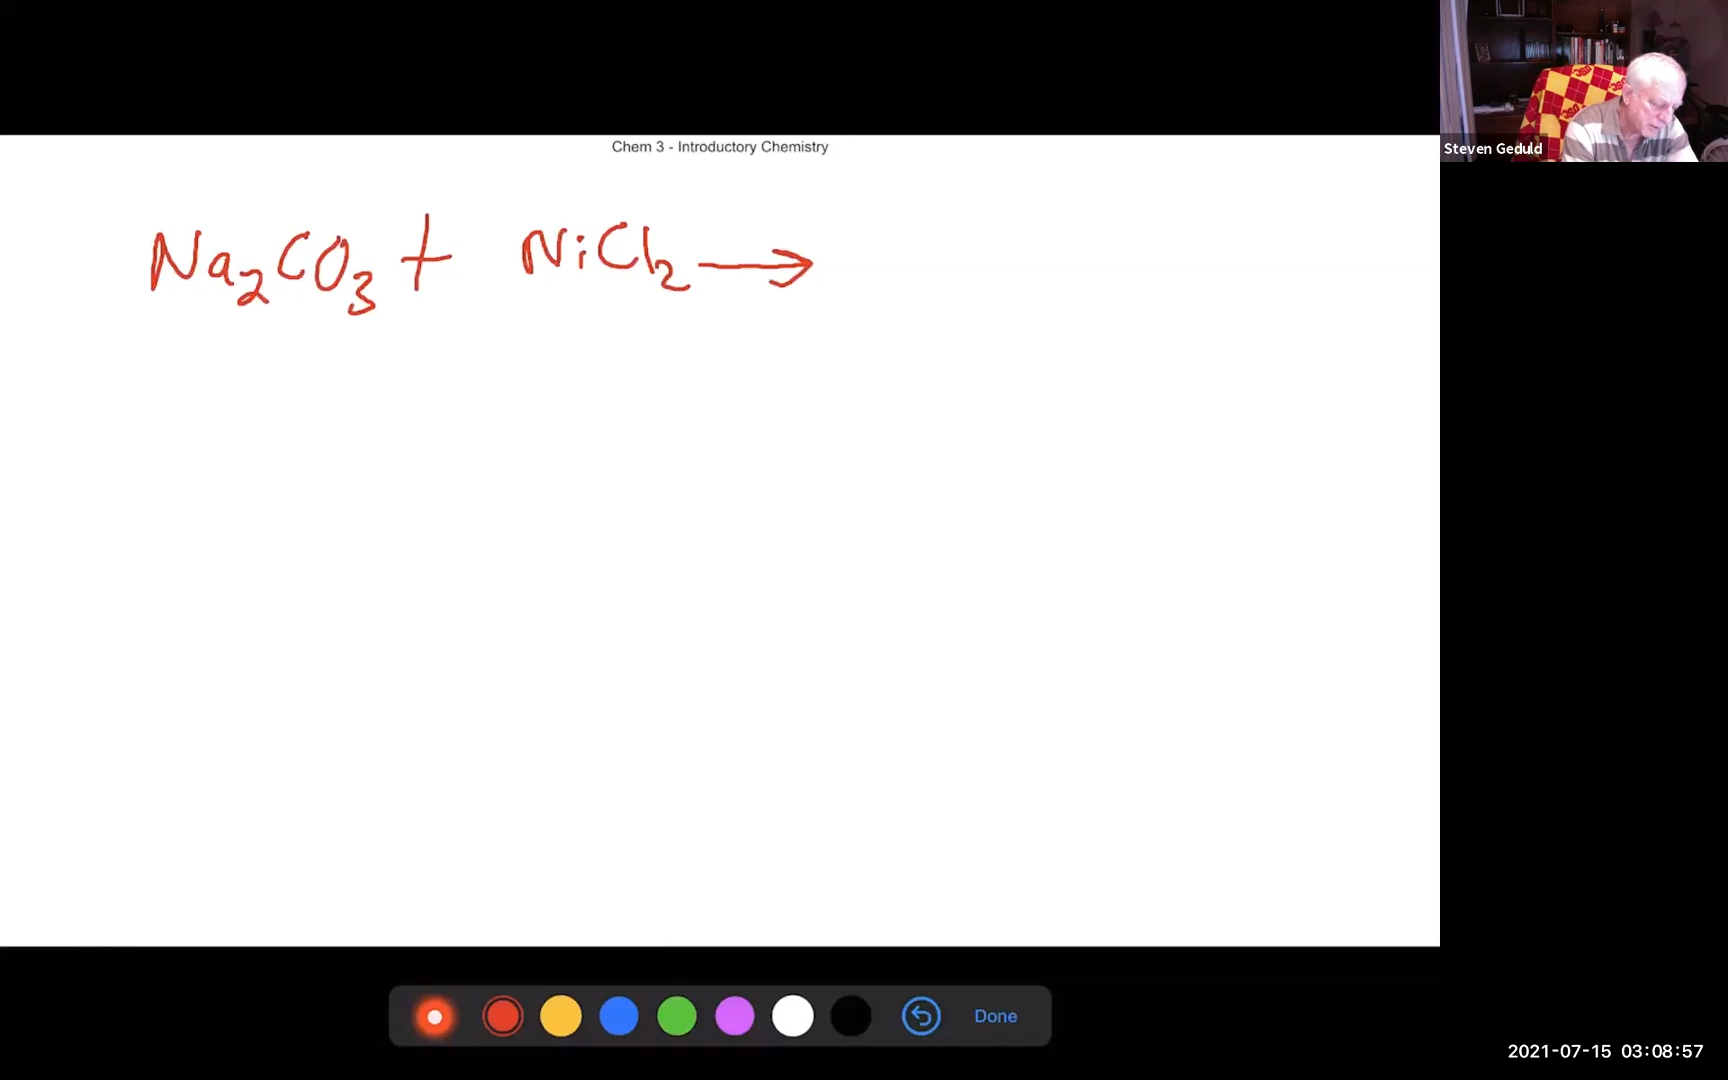 Chem 3 - Introductory Chemistry
Steven Geduld
Na₂CO₃ + NiCl₂ →
Done
2021-07-15 03:08:57